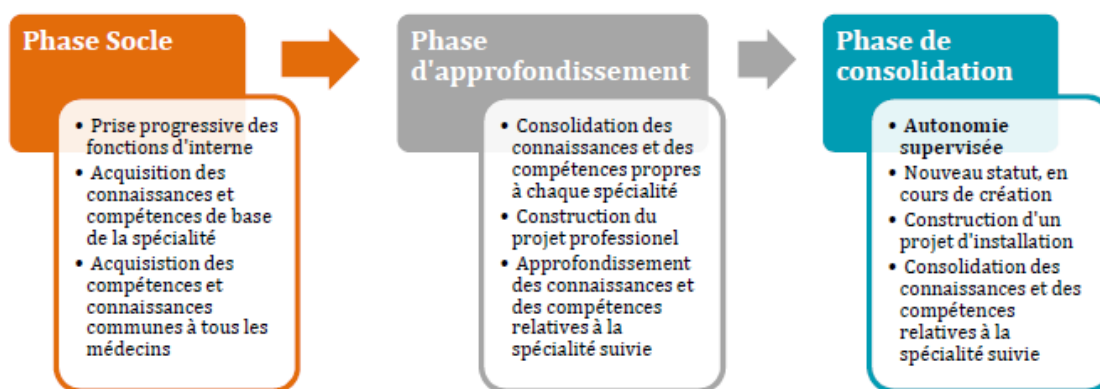 Phase Socle
• Prise progressive des
fonctions d'interne
• Acquisition des
connaissances et
compétences de base
de la spécialité
• Acquisistion des
compétences et
connaissances
communes à tous les
médecins
Phase
d'approfondissement
• Consolidation des
connaissances et des
compétences propres
à chaque spécialité
• Construction du
projet professionel
• Approfondissement
des connaissances et
des compétences
relatives à la
spécialité suivie
Phase de
consolidation
• Autonomie
supervisée
• Nouveau statut, en
cours de création
• Construction d'un
projet d'installation
• Consolidation des
connaissances et des
compétences
relatives à la
spécialité suivie